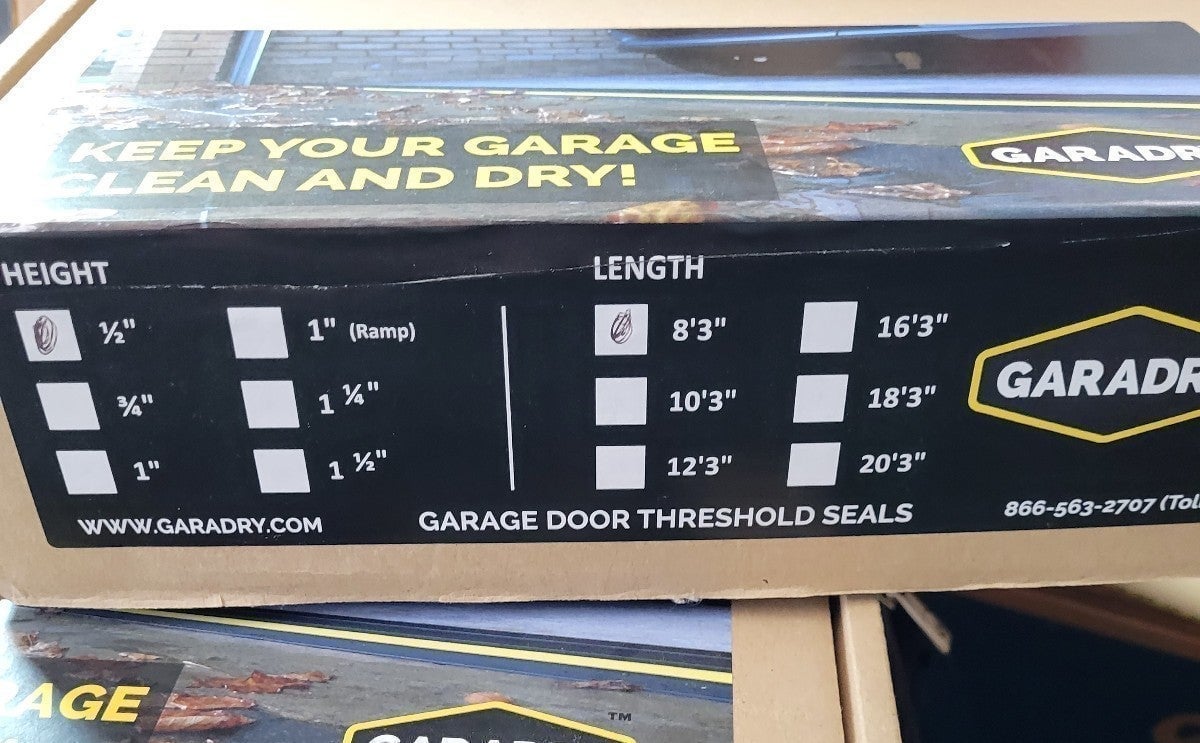 KEEP YOUR GARAGE
CLEAN AND DRY!
GARADR
HEIGHT
½"
1" (Ramp)
¾"
1 ¼"
1"
1 ½"
LENGTH
8'3"
16'3"
10'3"
18'3"
12'3"
20'3"
GARADR
WWW.GARADRY.COM
GARAGE DOOR THRESHOLD SEALS
866-563-2707 (Tol
AGE
TM